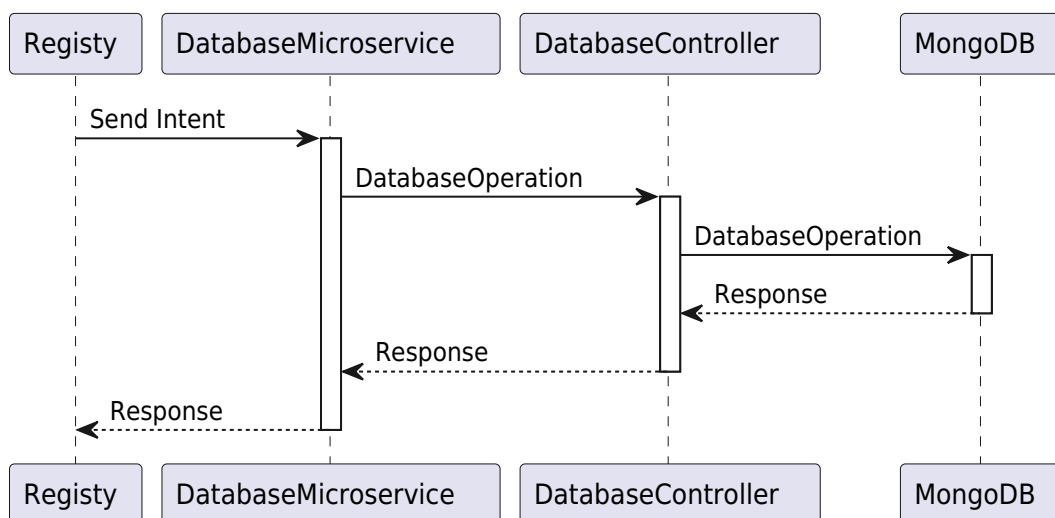 Registy DatabaseMicroservice DatabaseController MongoDB
Send Intent
DatabaseOperation
DatabaseOperation
Response
Response
Response
Registy DatabaseMicroservice DatabaseController MongoDB